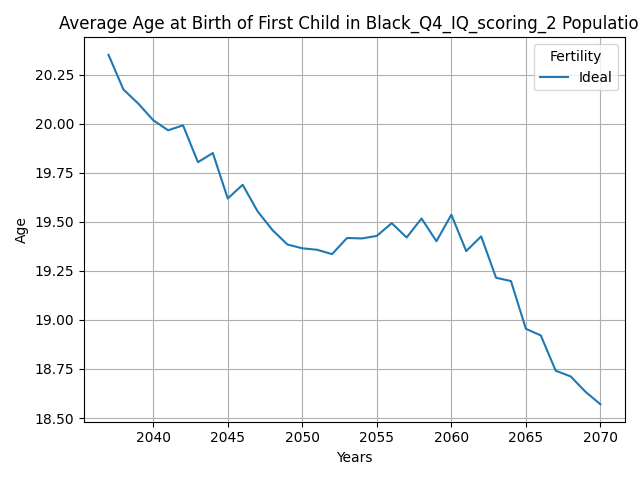 Average Age at Birth of First Child in Black_Q4_IQ_scoring_2 Populatio
Fertility
Ideal
20.25
20.00
19.75
19.50
19.25
19.00
18.75
18.50
Age
2040 2045 2050 2055 2060 2065 2070
Years